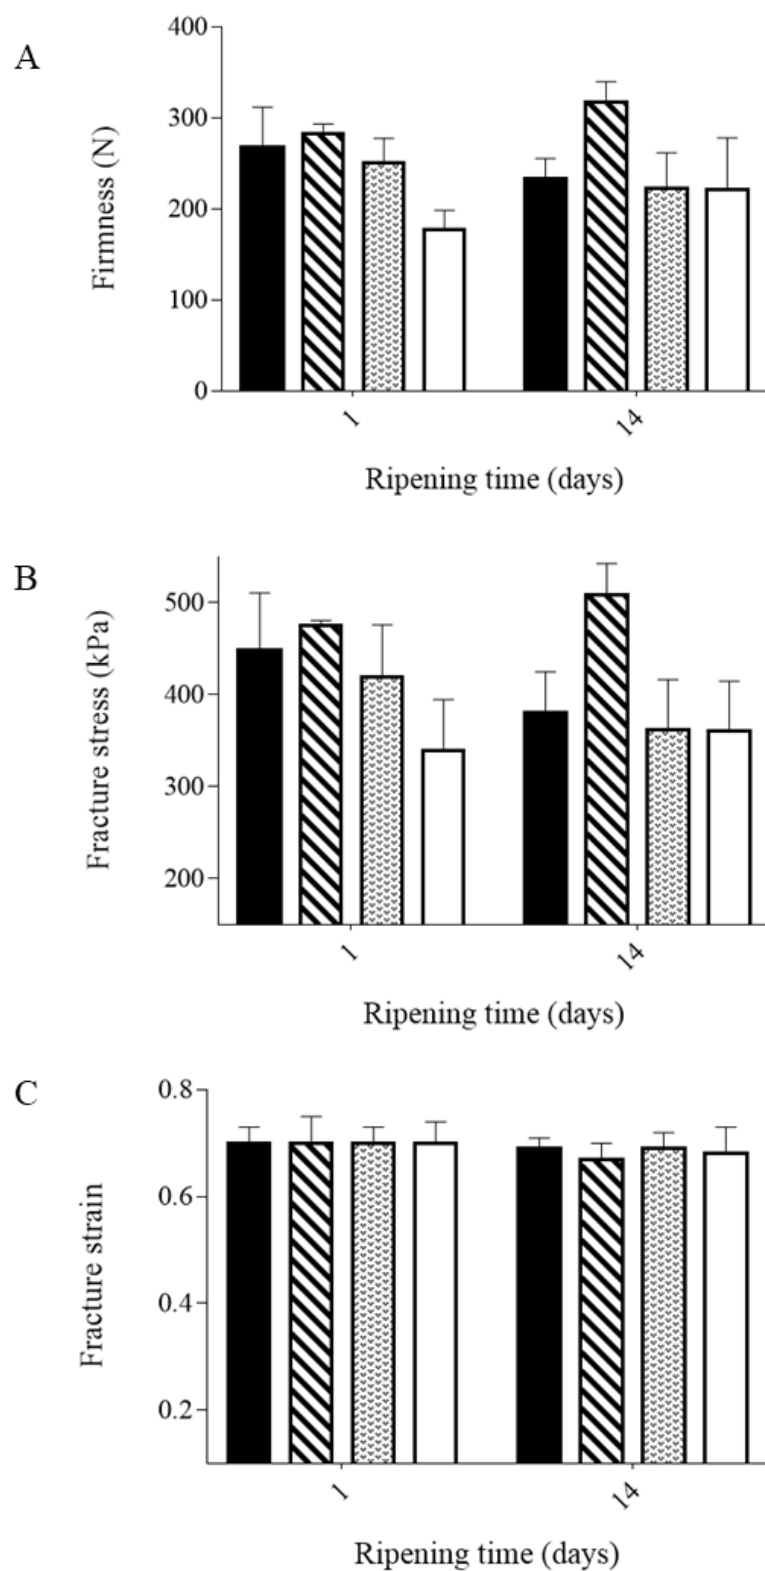 A
400
300
200
100
0
Firmness (N)
1
14
Ripening time (days)
B
500
400
300
200
Fracture stress (kPa)
1
14
Ripening time (days)
C
0.8
0.6
0.4
0.2
Fracture strain
1
14
Ripening time (days)